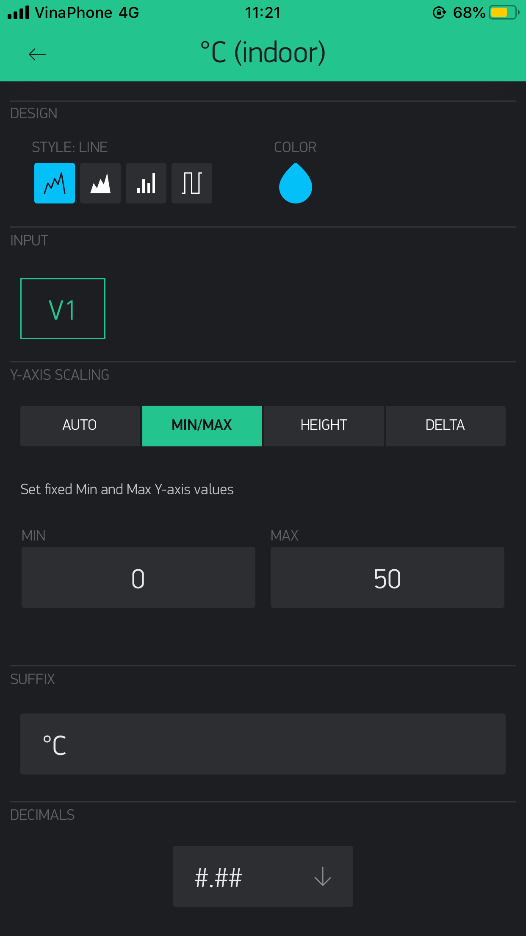 VinaPhone 4G 11:21 68%
°C (indoor)
DESIGN
STYLE: LINE COLOR
INPUT
V1
Y-AXIS SCALING
AUTO MIN/MAX HEIGHT DELTA
Set fixed Min and Max Y-axis values
MIN MAX
0 50
SUFFIX
°C
DECIMALS
#.##